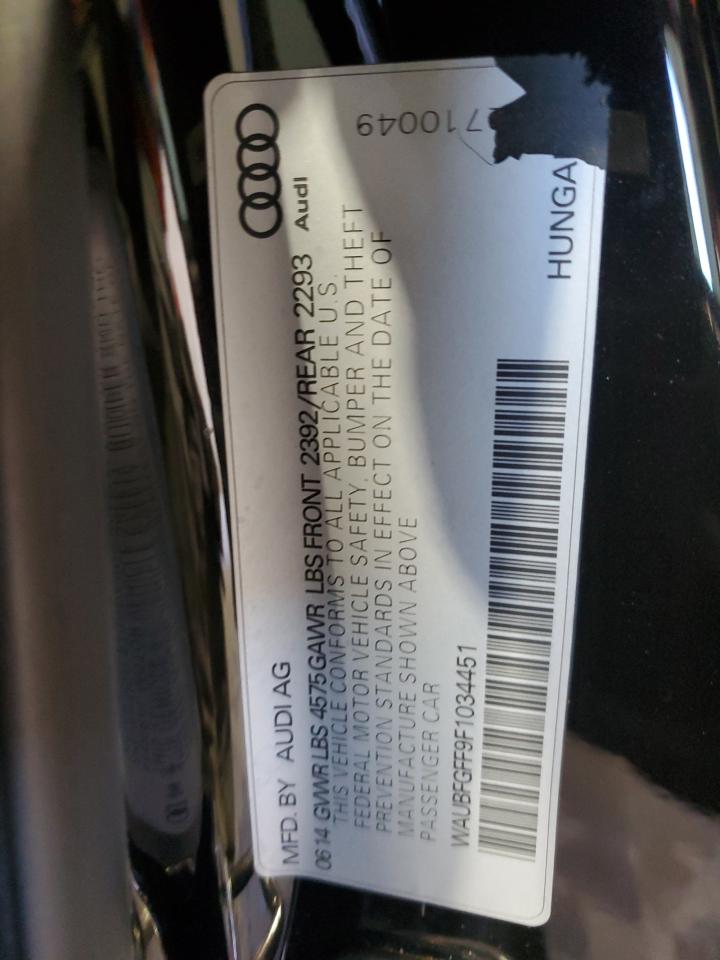 MFD. BY AUDI AG
0614 GVWR LBS 4575 GAWR LBS FRONT 2392/REAR 2293 Audi
THIS VEHICLE CONFORMS TO ALL APPLICABLE U.S.
FEDERAL MOTOR VEHICLE SAFETY, BUMPER AND THEFT
PREVENTION STANDARDS IN EFFECT ON THE DATE OF
MANUFACTURE SHOWN ABOVE
PASSENGER CAR
WAUBFGFF9F1034451
HUNGA
710049